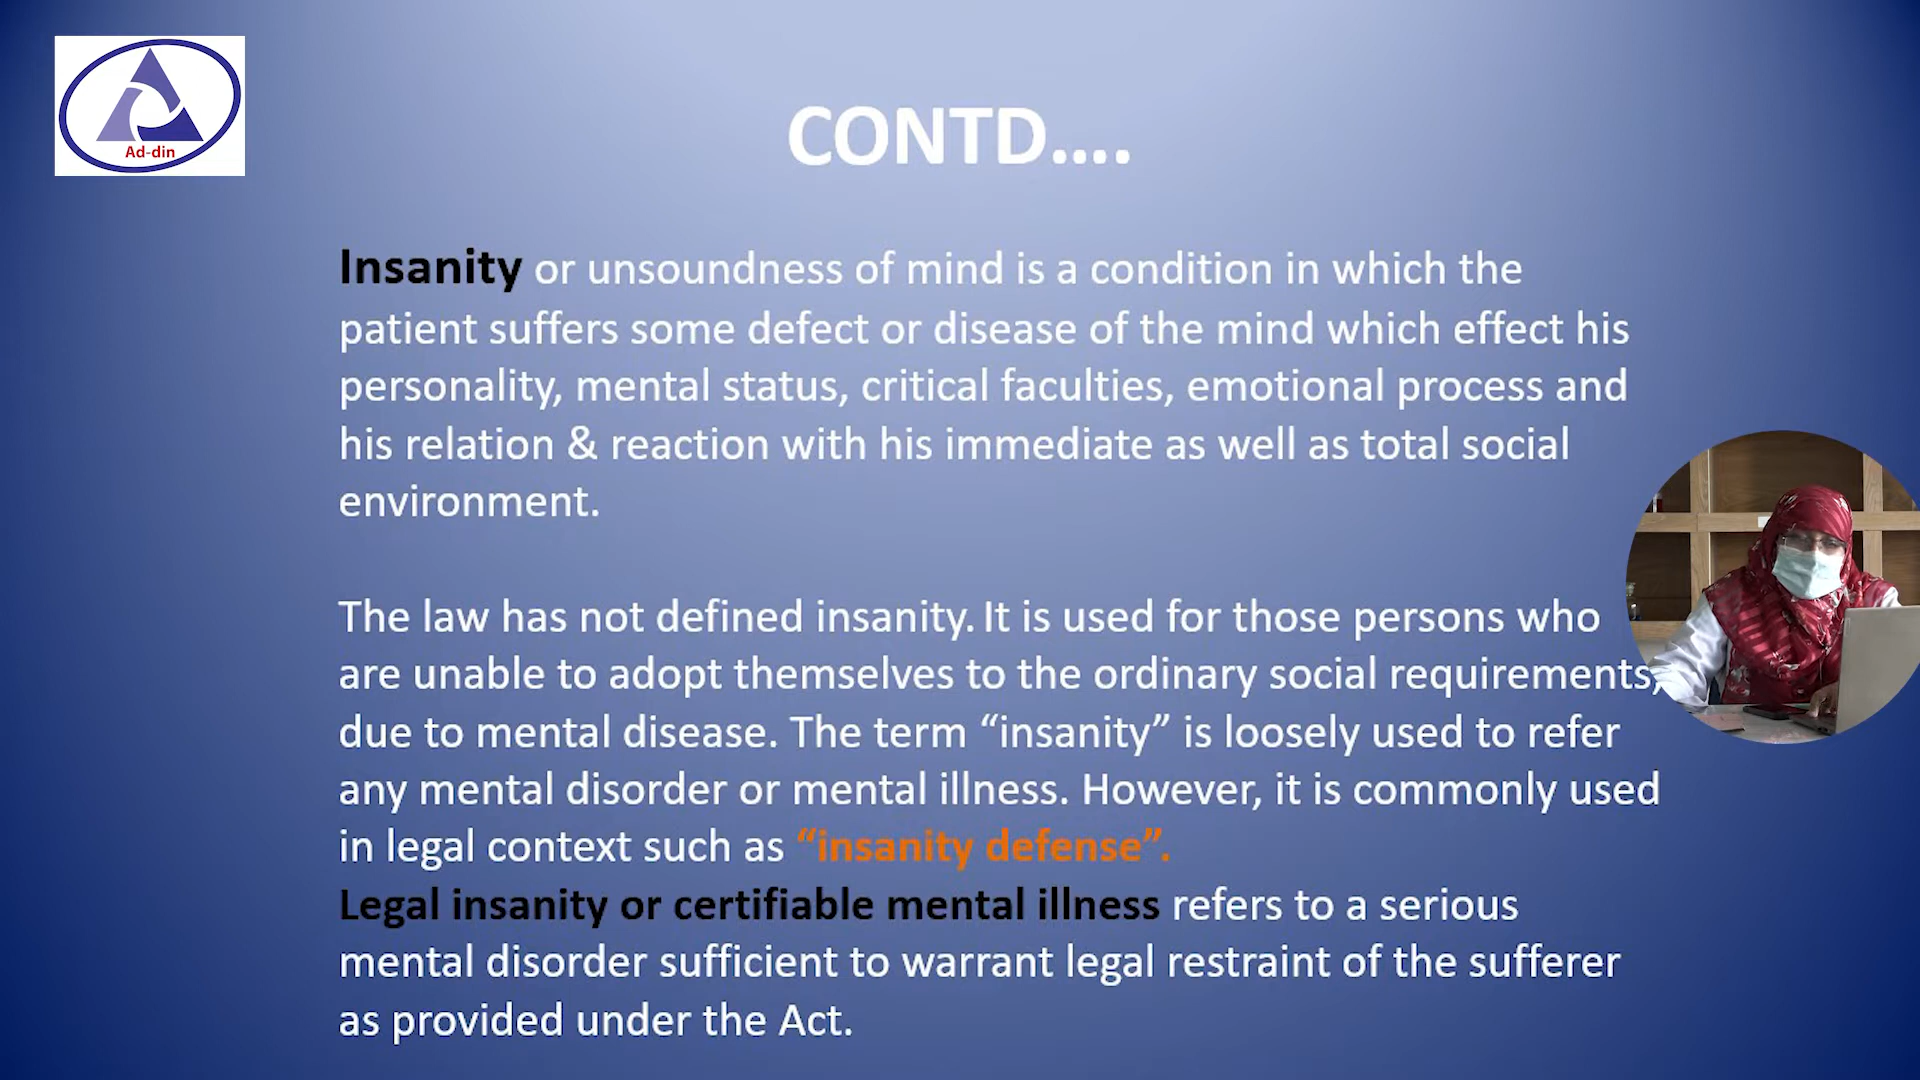 Ad-din
CONTD....
Insanity or unsoundness of mind is a condition in which the
patient suffers some defect or disease of the mind which effect his
personality, mental status, critical faculties, emotional process and
his relation & reaction with his immediate as well as total social
environment.
The law has not defined insanity. It is used for those persons who
are unable to adopt themselves to the ordinary social requirements,
due to mental disease. The term “insanity” is loosely used to refer
any mental disorder or mental illness. However, it is commonly used
in legal context such as “insanity defense”.
Legal insanity or certifiable mental illness refers to a serious
mental disorder sufficient to warrant legal restraint of the sufferer
as provided under the Act.